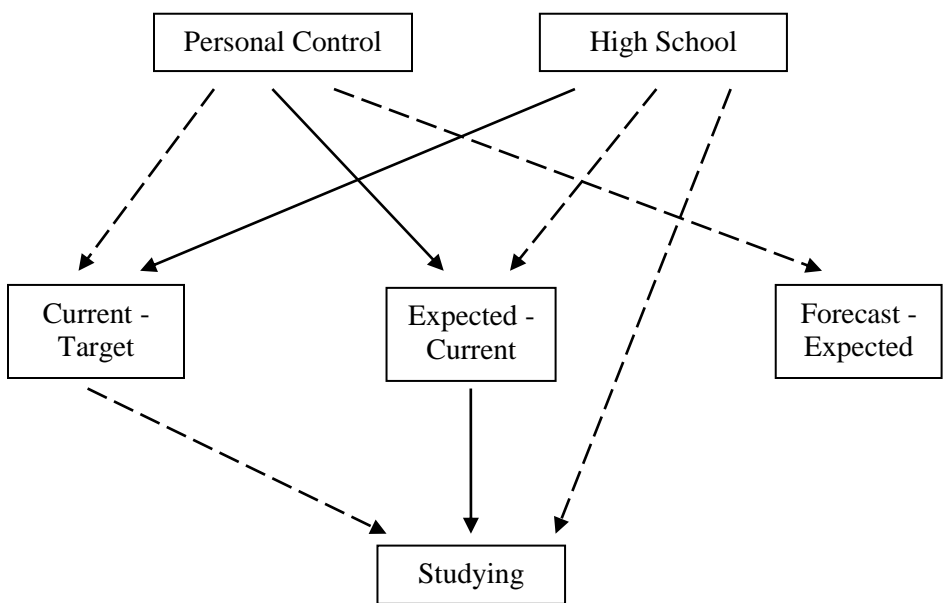 Personal Control
High School
Current -
Target
Expected -
Current
Forecast -
Expected
Studying